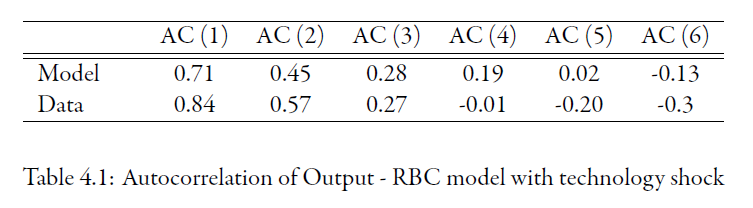 AC (1) AC (2) AC (3) AC (4) AC (5) AC (6)
Model 0.71 0.45 0.28 0.19 0.02 -0.13
Data 0.84 0.57 0.27 -0.01 -0.20 -0.3
Table 4.1: Autocorrelation of Output - RBC model with technology shock